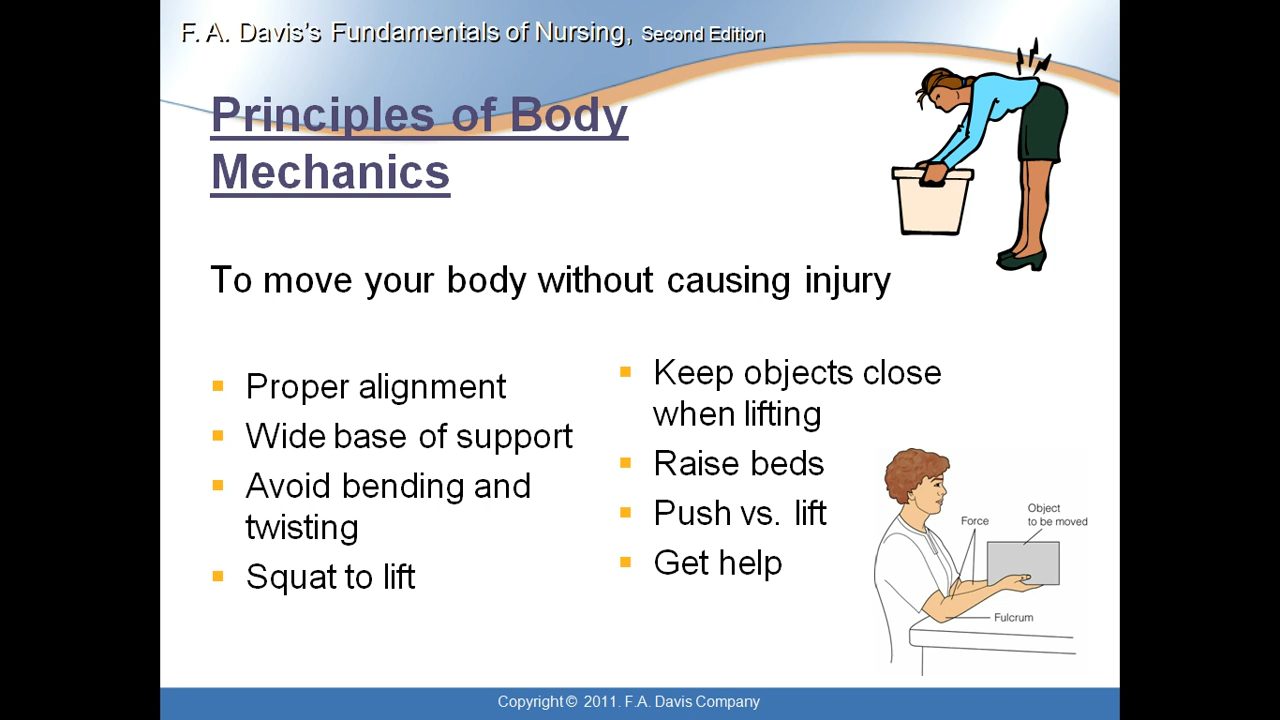 F. A. Davis's Fundamentals of Nursing, Second Edition
Principles of Body
Mechanics
To move your body without causing injury
Proper alignment
Wide base of support
Avoid bending and
twisting
Squat to lift
Keep objects close
when lifting
Raise beds
Push vs. lift
Get help
Object
to be moved
Force
Fulcrum
Copyright © 2011. F.A. Davis Company